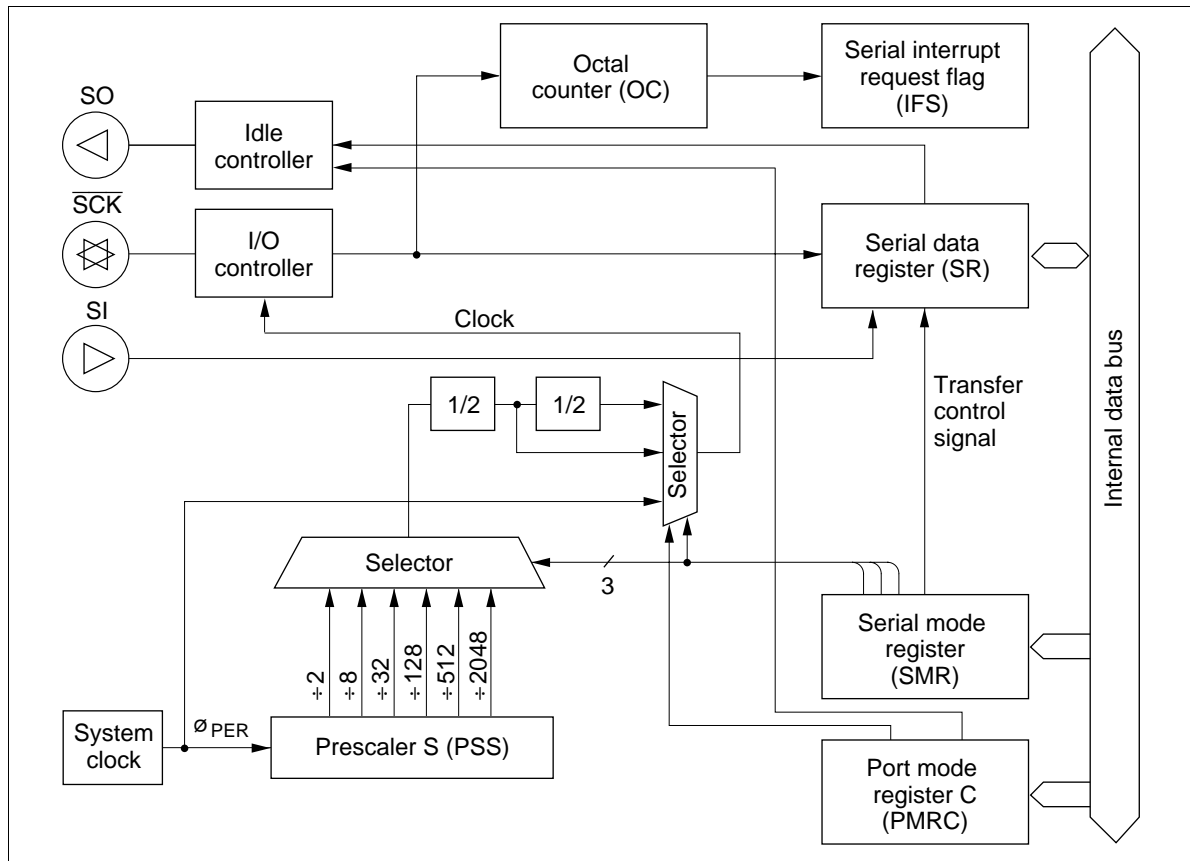 Octal
counter (OC)
Serial interrupt
request flag
(IFS)
SO
Idle
controller
SCK
I/O
controller
Serial data
register (SR)
SI
Clock
1/2
1/2
Selector
Transfer
control
signal
Internal data bus
Selector
3
Serial mode
register
(SMR)
÷2
÷8
÷32
÷128
÷512
÷2048
System
clock
ø PER
Prescaler S (PSS)
Port mode
register C
(PMRC)